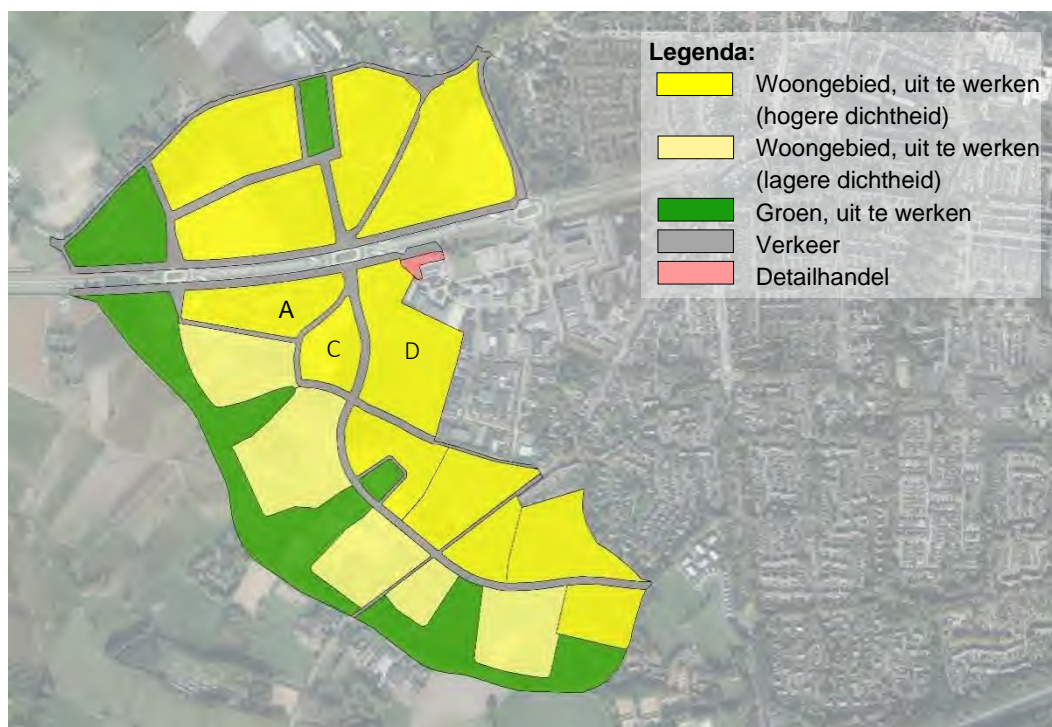 Legenda:
Woongebied, uit te werken
(hogere dichtheid)
Woongebied, uit te werken
(lagere dichtheid)
Groen, uit te werken
Verkeer
Detailhandel
A
C
D